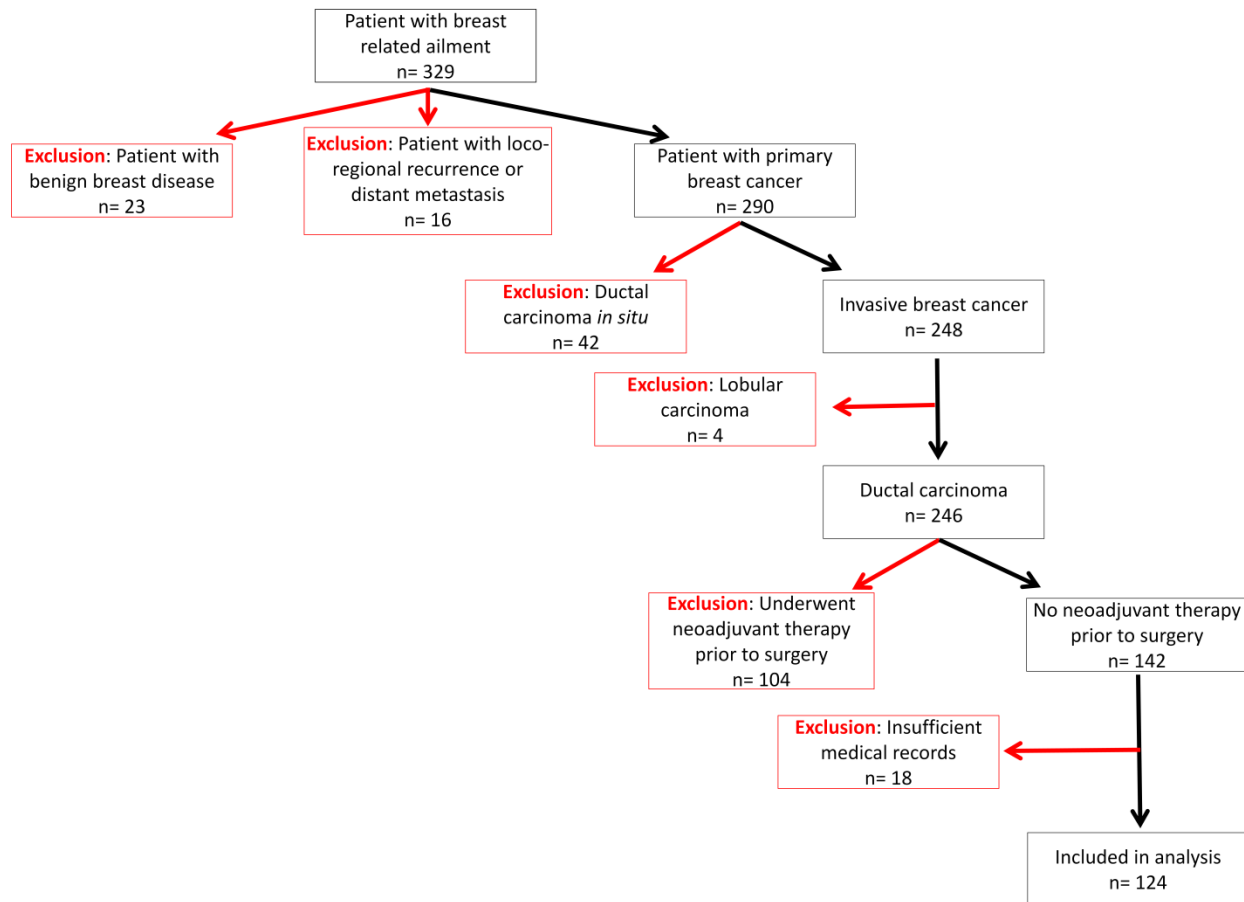 Patient with breast
related ailment
n= 329
Exclusion: Patient with
benign breast disease
n= 23
Exclusion: Patient with loco-
regional recurrence or
distant metastasis
n= 16
Patient with primary
breast cancer
n= 290
Exclusion: Ductal
carcinoma in situ
n= 42
Invasive breast cancer
n= 248
Exclusion: Lobular
carcinoma
n= 4
Ductal carcinoma
n= 246
Exclusion: Underwent
neoadjuvant therapy
prior to surgery
n= 104
No neoadjuvant therapy
prior to surgery
n= 142
Exclusion: Insufficient
medical records
n= 18
Included in analysis
n= 124